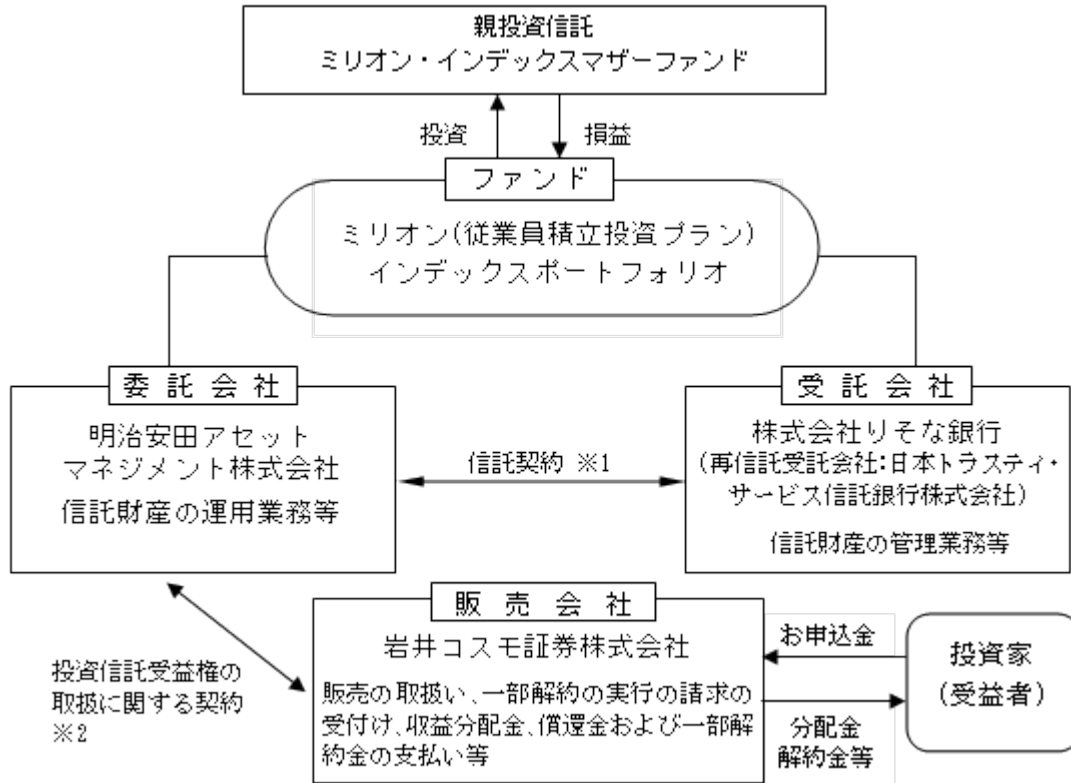 親投資信託
ミリオン・インデックスマザーファンド
投資
損益
ファンド
ミリオン(従業員積立投資プラン)
インデックスポートフォリオ
委託会社
明治安田アセット
マネジメント株式会社
信託財産の運用業務等
信託契約 ※1
受託会社
株式会社りそな銀行
(再信託受託会社:日本トラスティ・
サービス信託銀行株式会社)
信託財産の管理業務等
投資信託受益権の
取扱に関する契約
※2
販売会社
岩井コスモ証券株式会社
販売の取扱い、一部解約の実行の請求の
受付け、収益分配金、償還金および一部解
約金の支払い等
お申込金
分配金
解約金等
投資家
(受益者)